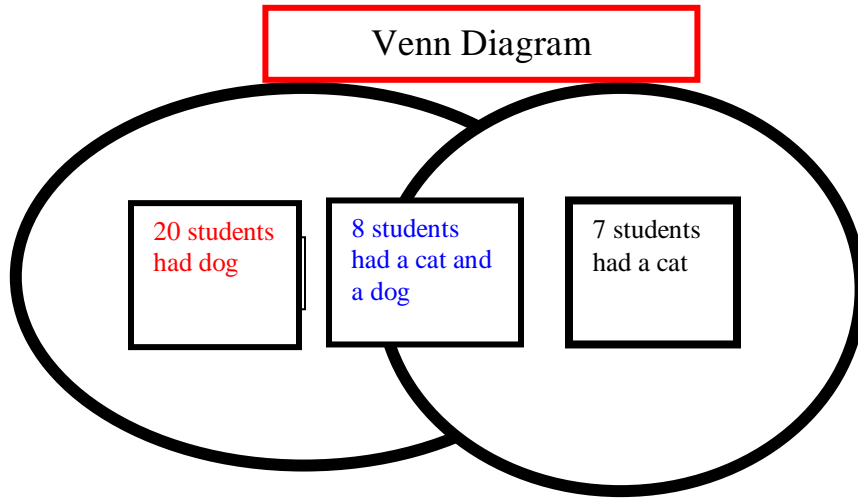 Venn Diagram
20 students
had dog
8 students
had a cat and
a dog
7 students
had a cat